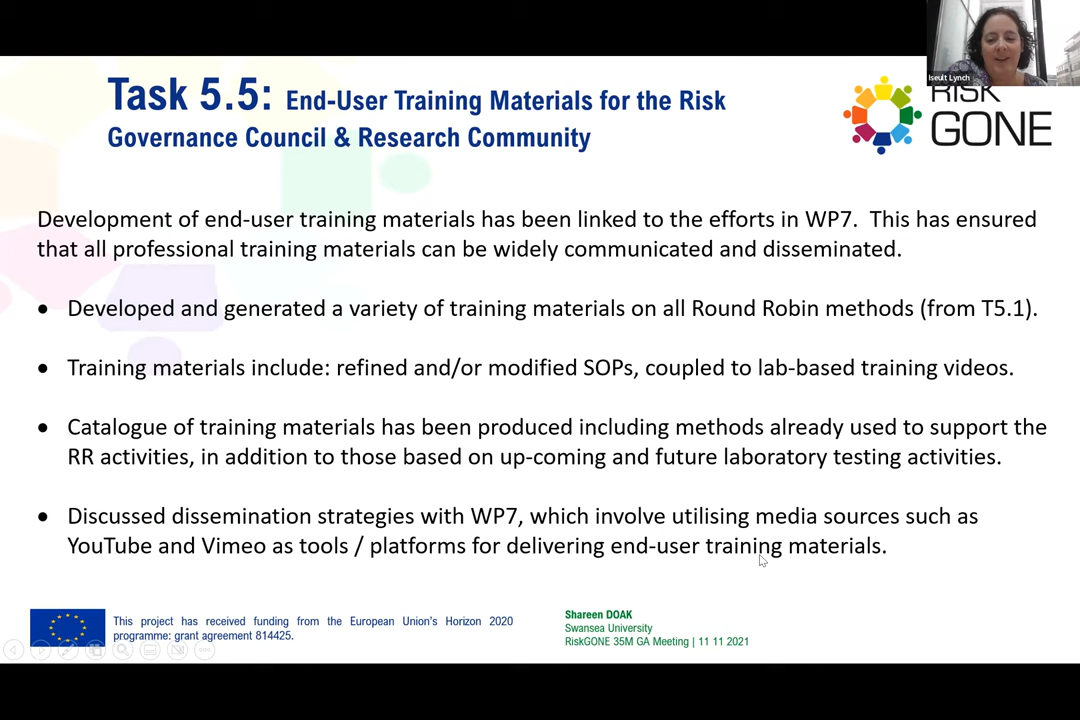 Iseult Lynch
Task 5.5: End-User Training Materials for the Risk
Governance Council & Research Community
RISK
GONE
Development of end-user training materials has been linked to the efforts in WP7. This has ensured
that all professional training materials can be widely communicated and disseminated.
• Developed and generated a variety of training materials on all Round Robin methods (from T5.1).
• Training materials include: refined and/or modified SOPs, coupled to lab-based training videos.
• Catalogue of training materials has been produced including methods already used to support the
RR activities, in addition to those based on up-coming and future laboratory testing activities.
• Discussed dissemination strategies with WP7, which involve utilising media sources such as
YouTube and Vimeo as tools / platforms for delivering end-user training materials.
This project has received funding from the European Union's Horizon 2020
programme: grant agreement 814425.
Shareen DOAK
Swansea University
RiskGONE 35M GA Meeting | 11 11 2021